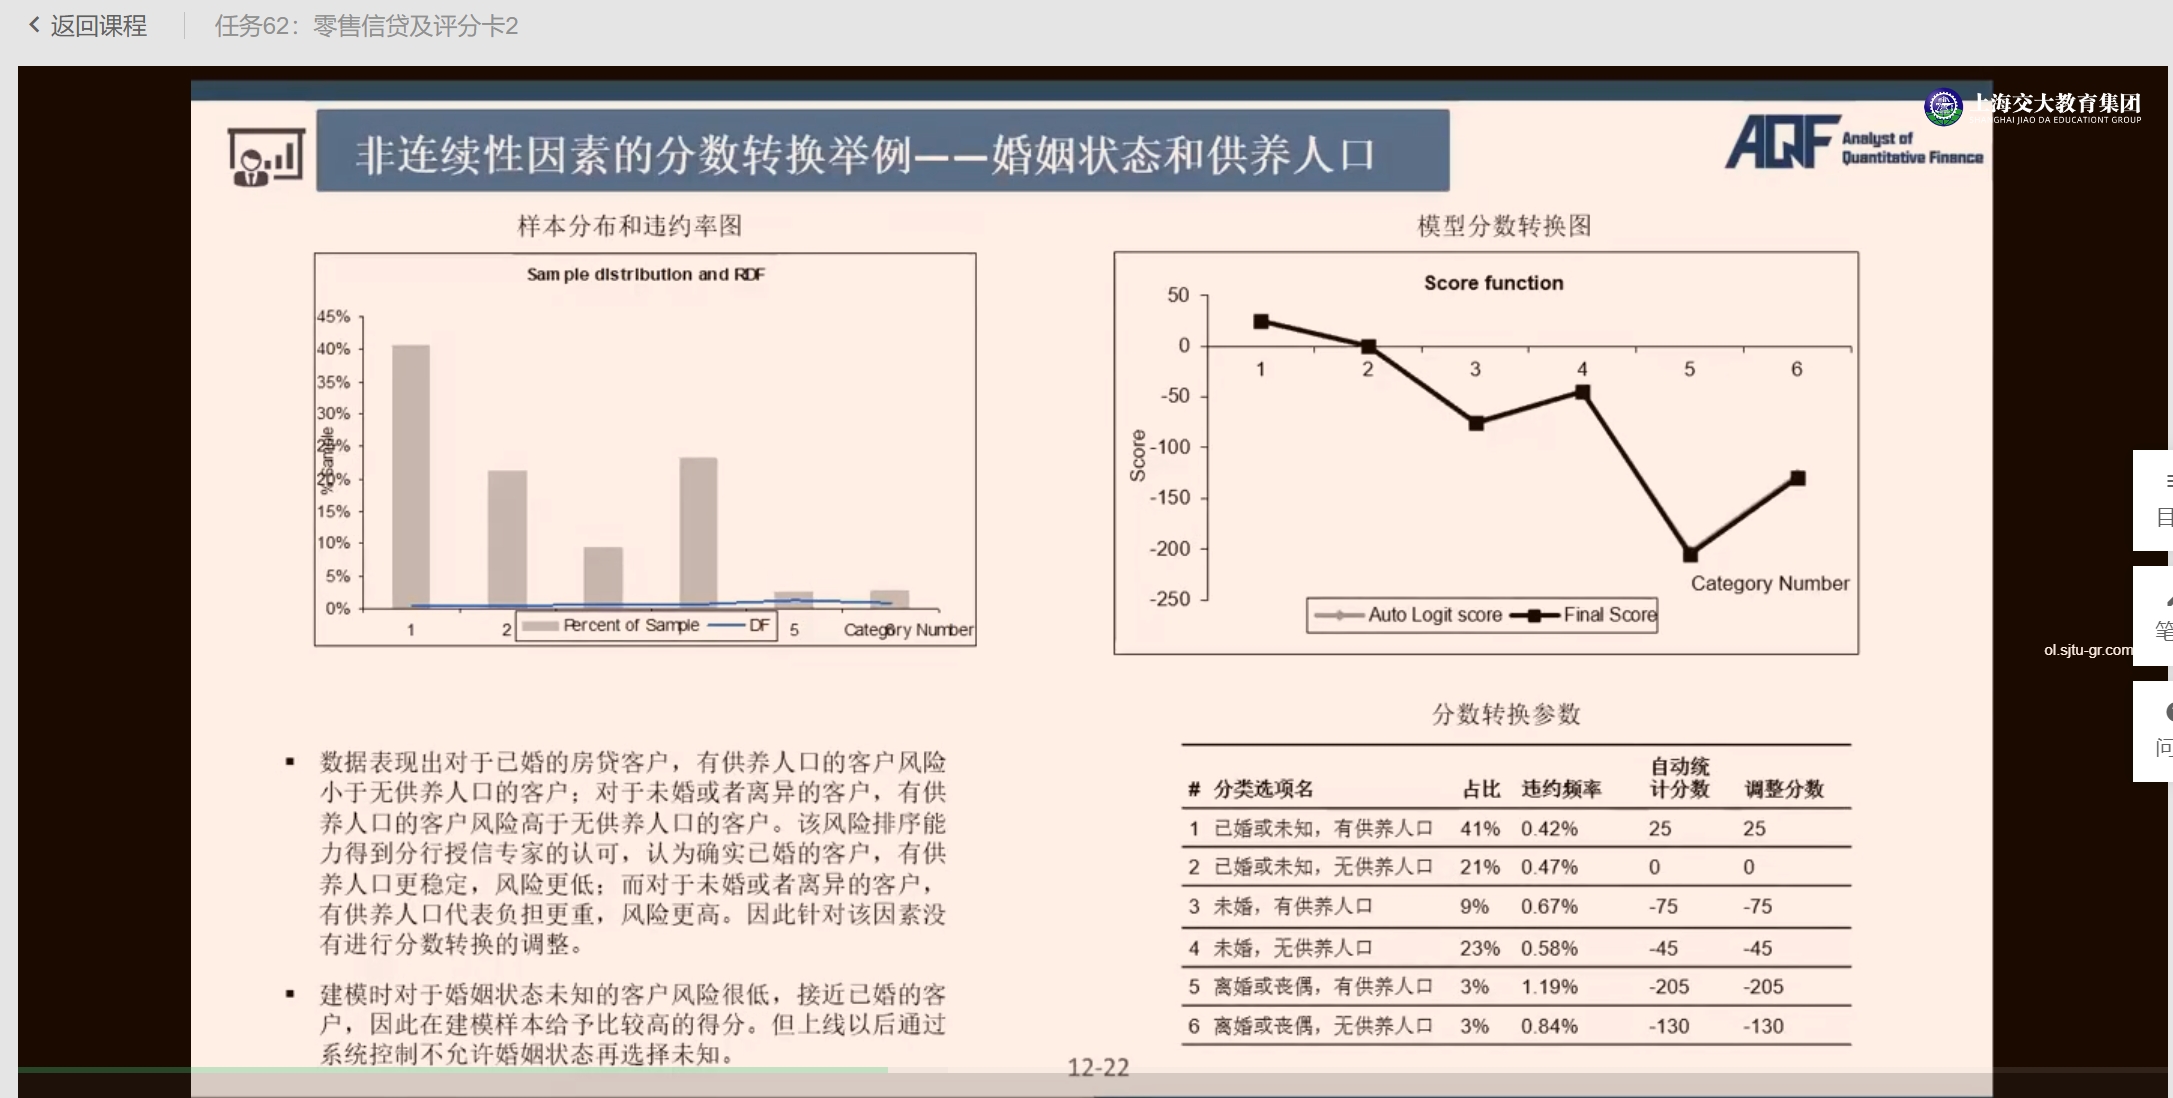 返回课程
任务62：零售信贷及评分卡2
上海交大教育集团
GHAI JIAO DA EDUCATIONT GROUP
非连续性因素的分数转换举例——婚姻状态和供养人口
AQF Analyst of
Quantitative Finance
样本分布和违约率图
Sample distribution and RDF
45%
40%
35%
30%
25%
20%
15%
10%
5%
0%
% Sample
1
2
5
6
Percent of Sample
DF
Category Number
模型分数转换图
Score function
50
0
-50
-100
-150
-200
-250
Score
1
2
3
4
5
6
Category Number
Auto Logit score
Final Score
ol.sjtu-gr.com
目
笔
问
数据表现出对于已婚的房贷客户，有供养人口的客户风险
小于无供养人口的客户；对于未婚或者离异的客户，有供
养人口的客户风险高于无供养人口的客户。该风险排序能
力得到分行授信专家的认可，认为确实已婚的客户，有供
养人口更稳定，风险更低；而对于未婚或者离异的客户，
有供养人口代表负担更重，风险更高。因此针对该因素没
有进行分数转换的调整。
建模时对于婚姻状态未知的客户风险很低，接近已婚的客
户，因此在建模样本给予比较高的得分。但上线以后通过
系统控制不允许婚姻状态再选择未知。
分数转换参数
# 分类选项名 占比 违约频率 自动统计分数 调整分数
1 已婚或未知，有供养人口 41% 0.42% 25 25
2 已婚或未知，无供养人口 21% 0.47% 0 0
3 未婚，有供养人口 9% 0.67% -75 -75
4 未婚，无供养人口 23% 0.58% -45 -45
5 离婚或丧偶，有供养人口 3% 1.19% -205 -205
6 离婚或丧偶，无供养人口 3% 0.84% -130 -130
12-22